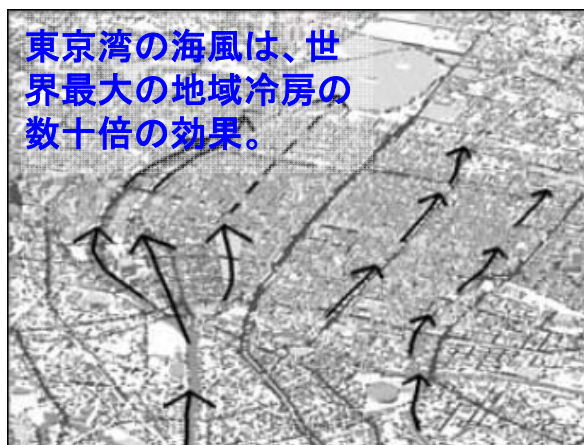 東京湾の海風は、世
界最大の地域冷房の
数十倍の効果。